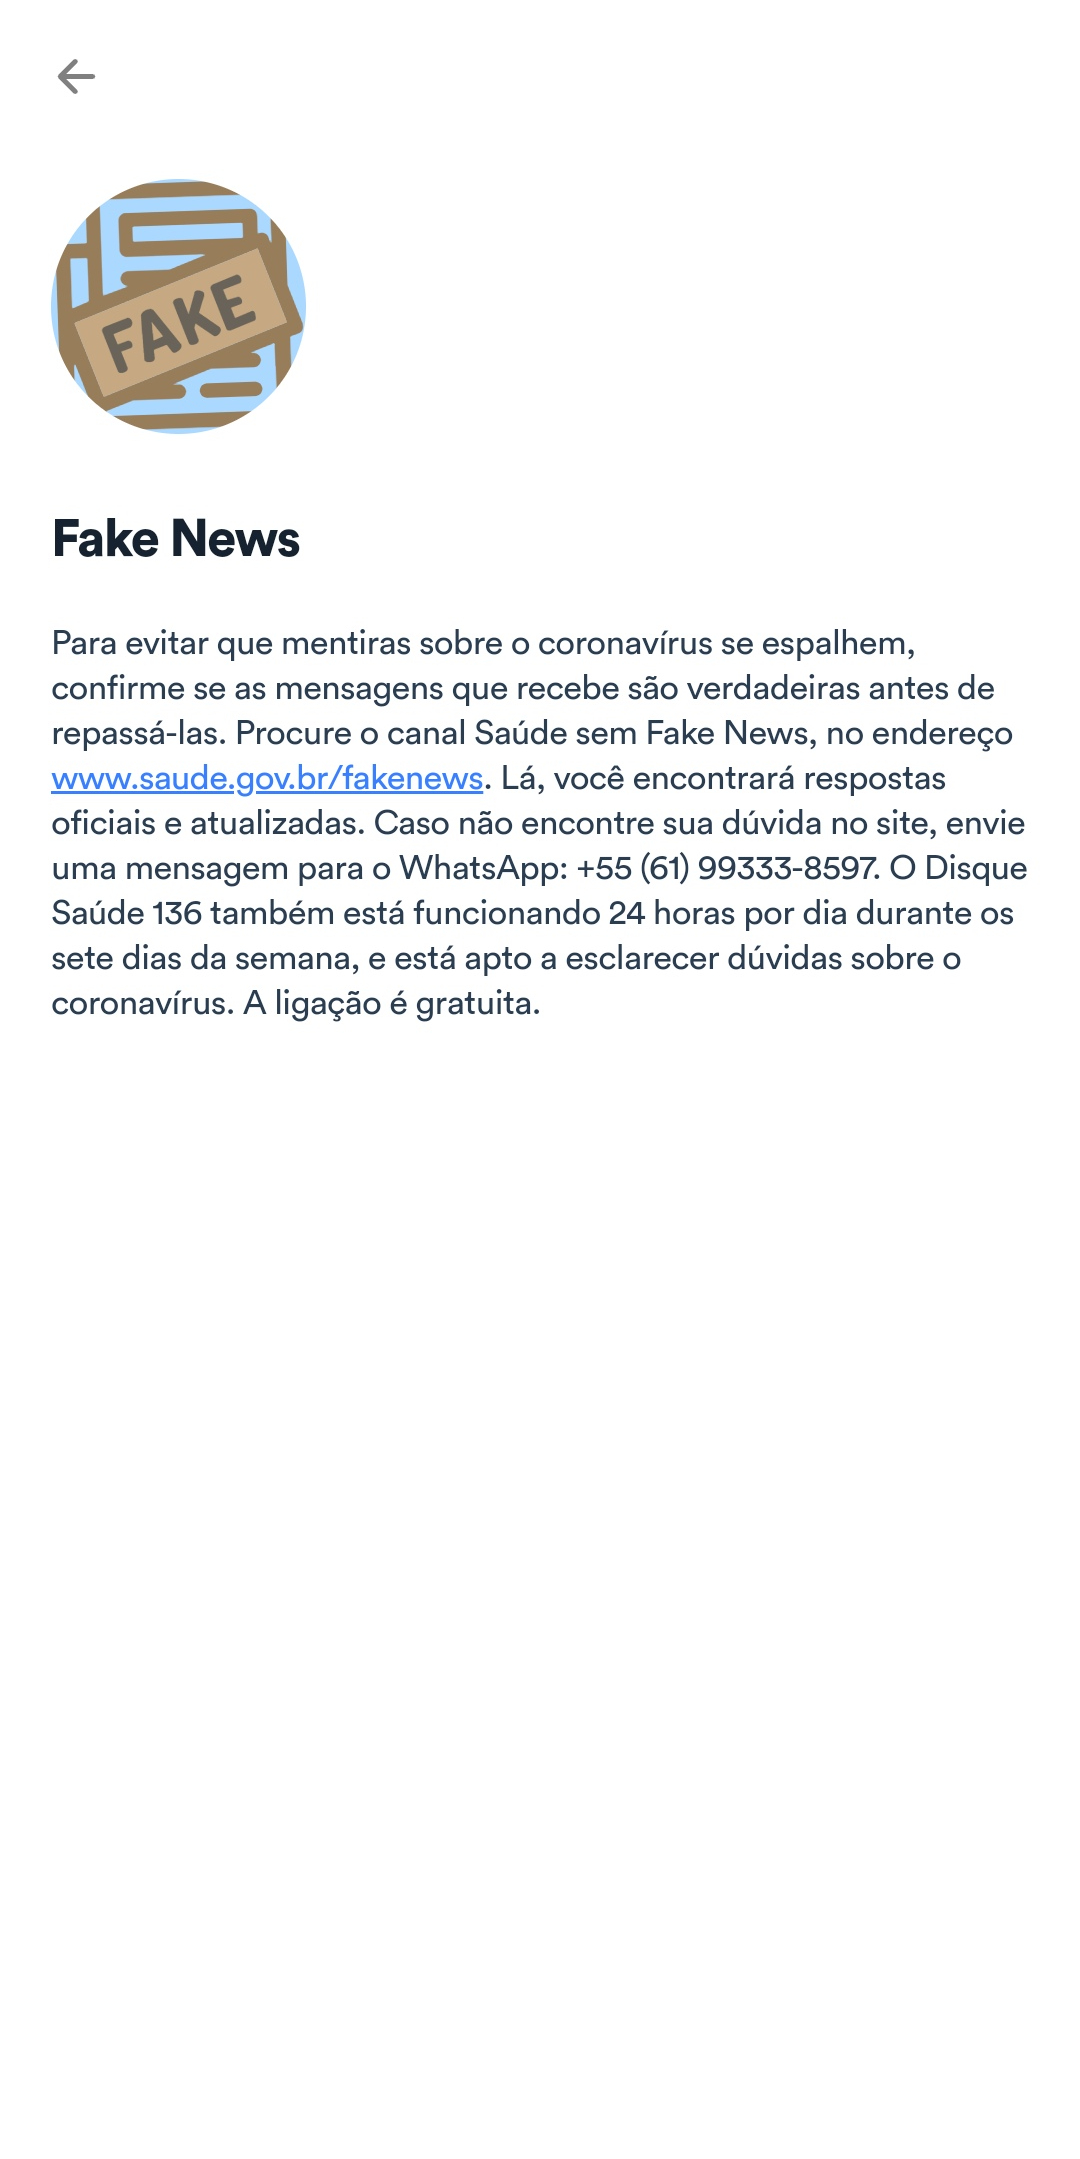 FAKE
Fake News
Para evitar que mentiras sobre o coronavírus se espalhem,
confirme se as mensagens que recebe são verdadeiras antes de
repassá-las. Procure o canal Saúde sem Fake News, no endereço
www.saude.gov.br/fakenews. Lá, você encontrará respostas
oficiais e atualizadas. Caso não encontre sua dúvida no site, envie
uma mensagem para o WhatsApp: +55 (61) 99333-8597. O Disque
Saúde 136 também está funcionando 24 horas por dia durante os
sete dias da semana, e está apto a esclarecer dúvidas sobre o
coronavírus. A ligação é gratuita.